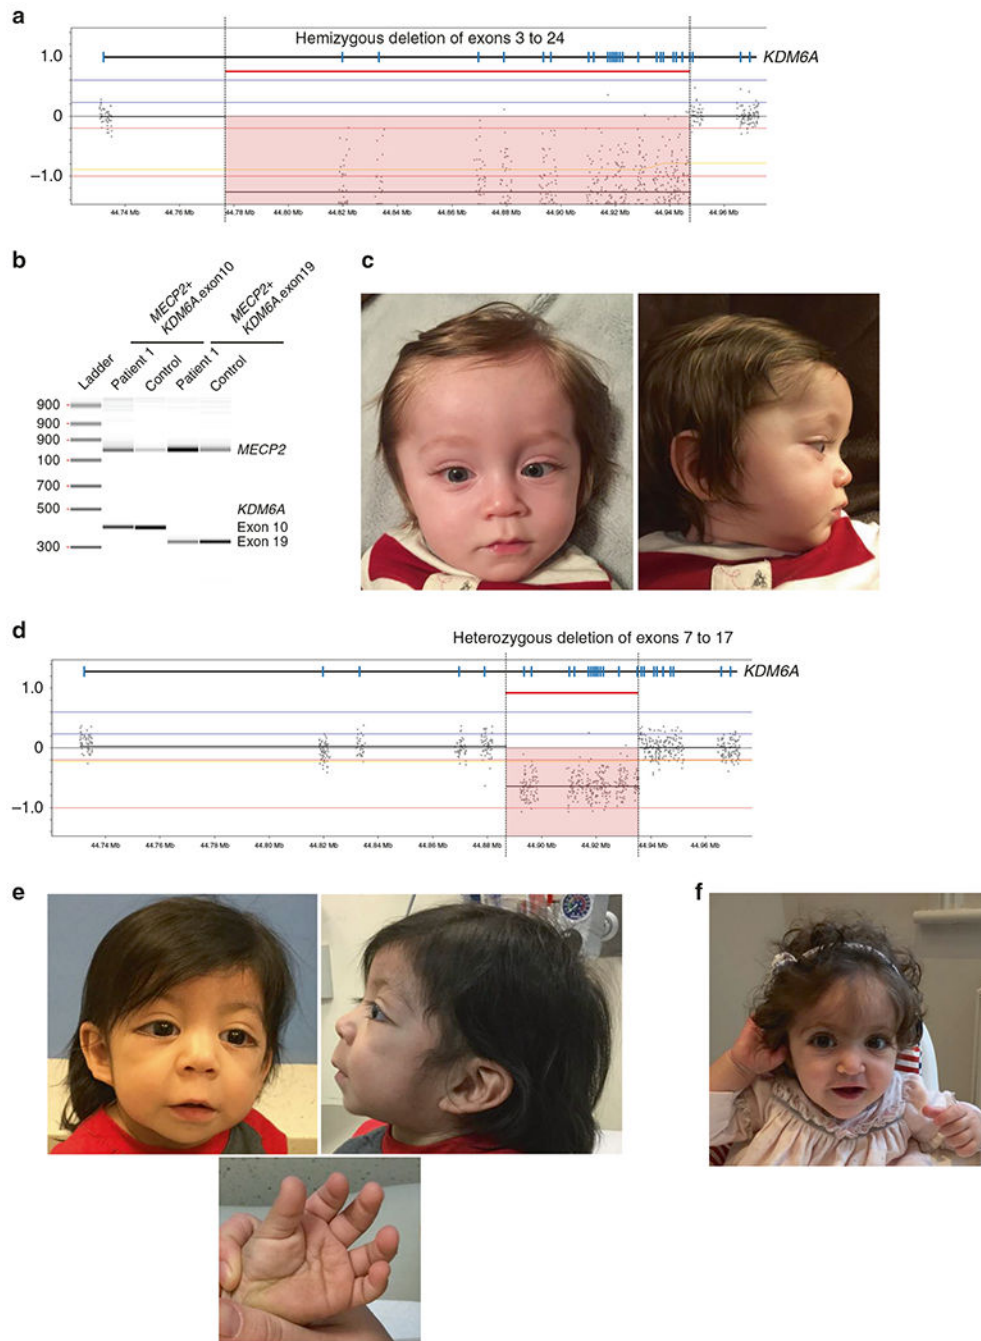 a
Hemizygous deletion of exons 3 to 24
KDM6A
1.0
0
–1.0
44.74 Mb 44.76 Mb 44.78 Mb 44.80 Mb 44.82 Mb 44.84 Mb 44.86 Mb 44.88 Mb 44.90 Mb 44.92 Mb 44.94 Mb 44.96 Mb
b
MECP2+
KDM6A.exon10
MECP2+
KDM6A.exon19
Ladder
Patient 1
Control
Patient 1
Control
900
900
900
100
700
500
300
MECP2
KDM6A
Exon 10
Exon 19
c
d
Heterozygous deletion of exons 7 to 17
KDM6A
1.0
0
–1.0
44.74 Mb 44.76 Mb 44.78 Mb 44.80 Mb 44.82 Mb 44.84 Mb 44.86 Mb 44.88 Mb 44.90 Mb 44.92 Mb 44.94 Mb 44.96 Mb
e
f